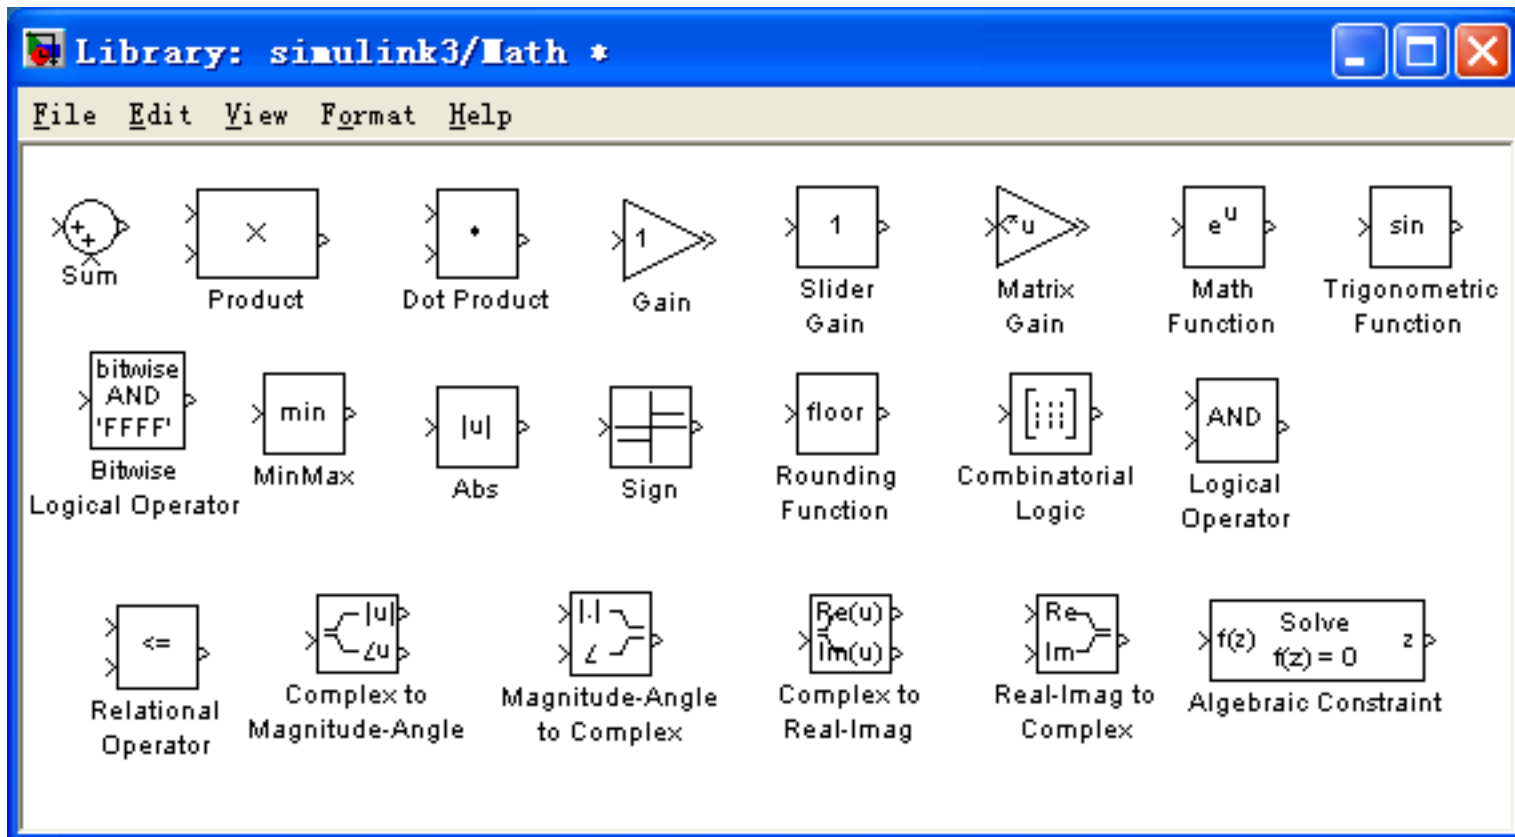 Library: simulink3/Math *
File Edit View Format Help
+
+
Sum
×
Product
Dot Product
1
Gain
1
Slider
Gain
u
Matrix
Gain
eᵘ
Math
Function
sin
Trigonometric
Function
bitwise
AND
'FFFF'
Bitwise
Logical Operator
min
MinMax
|u|
Abs
Sign
floor
Rounding
Function
Combinatorial
Logic
AND
Logical
Operator
<=
Relational
Operator
|u|
∠u
Complex to
Magnitude-Angle
|.|
∠
Magnitude-Angle
to Complex
Re(u)
Im(u)
Complex to
Real-Imag
Re
Im
Real-Imag to
Complex
f(z) Solve z
f(z) = 0
Algebraic Constraint